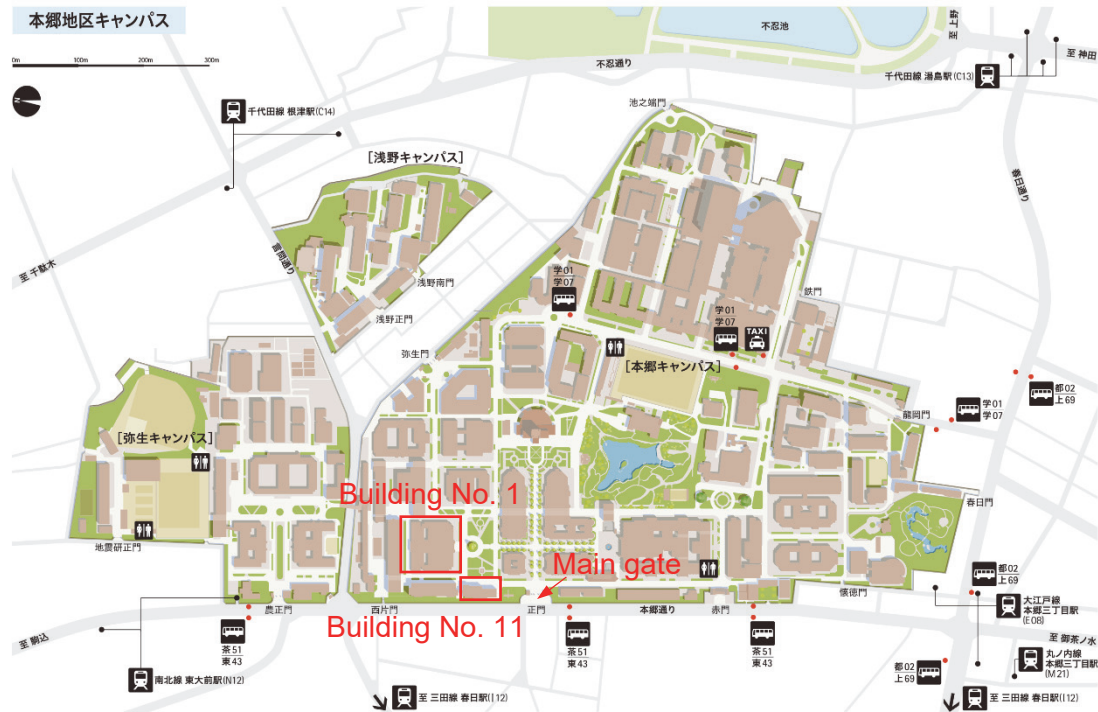 本郷地区キャンパス
0m 100m 200m 300m
N
千代田線 根津駅(C14)
不忍池
不忍通り
至 上野
至 神田
千代田線 湯島駅(C13)
池之端門
[浅野キャンパス]
春日通り
至 千駄木
言問通り
浅野南門
浅野正門
弥生門
学01
学07
学01
学07
TAXI
鉄門
[本郷キャンパス]
都02
上69
学01
学07
龍岡門
[弥生キャンパス]
春日門
Building No. 1
地震研正門
Main gate
農正門
西片門
正門
本郷通り
赤門
懐徳門
Building No. 11
都02
上69
大江戸線
本郷三丁目駅
(E08)
至 駒込
茶51
東43
茶51
東43
茶51
東43
至 御茶ノ水
丸ノ内線
本郷三丁目駅
(M21)
都02
上69
南北線 東大前駅(N12)
至 三田線 春日駅(I12)
至 三田線 春日駅(I12)